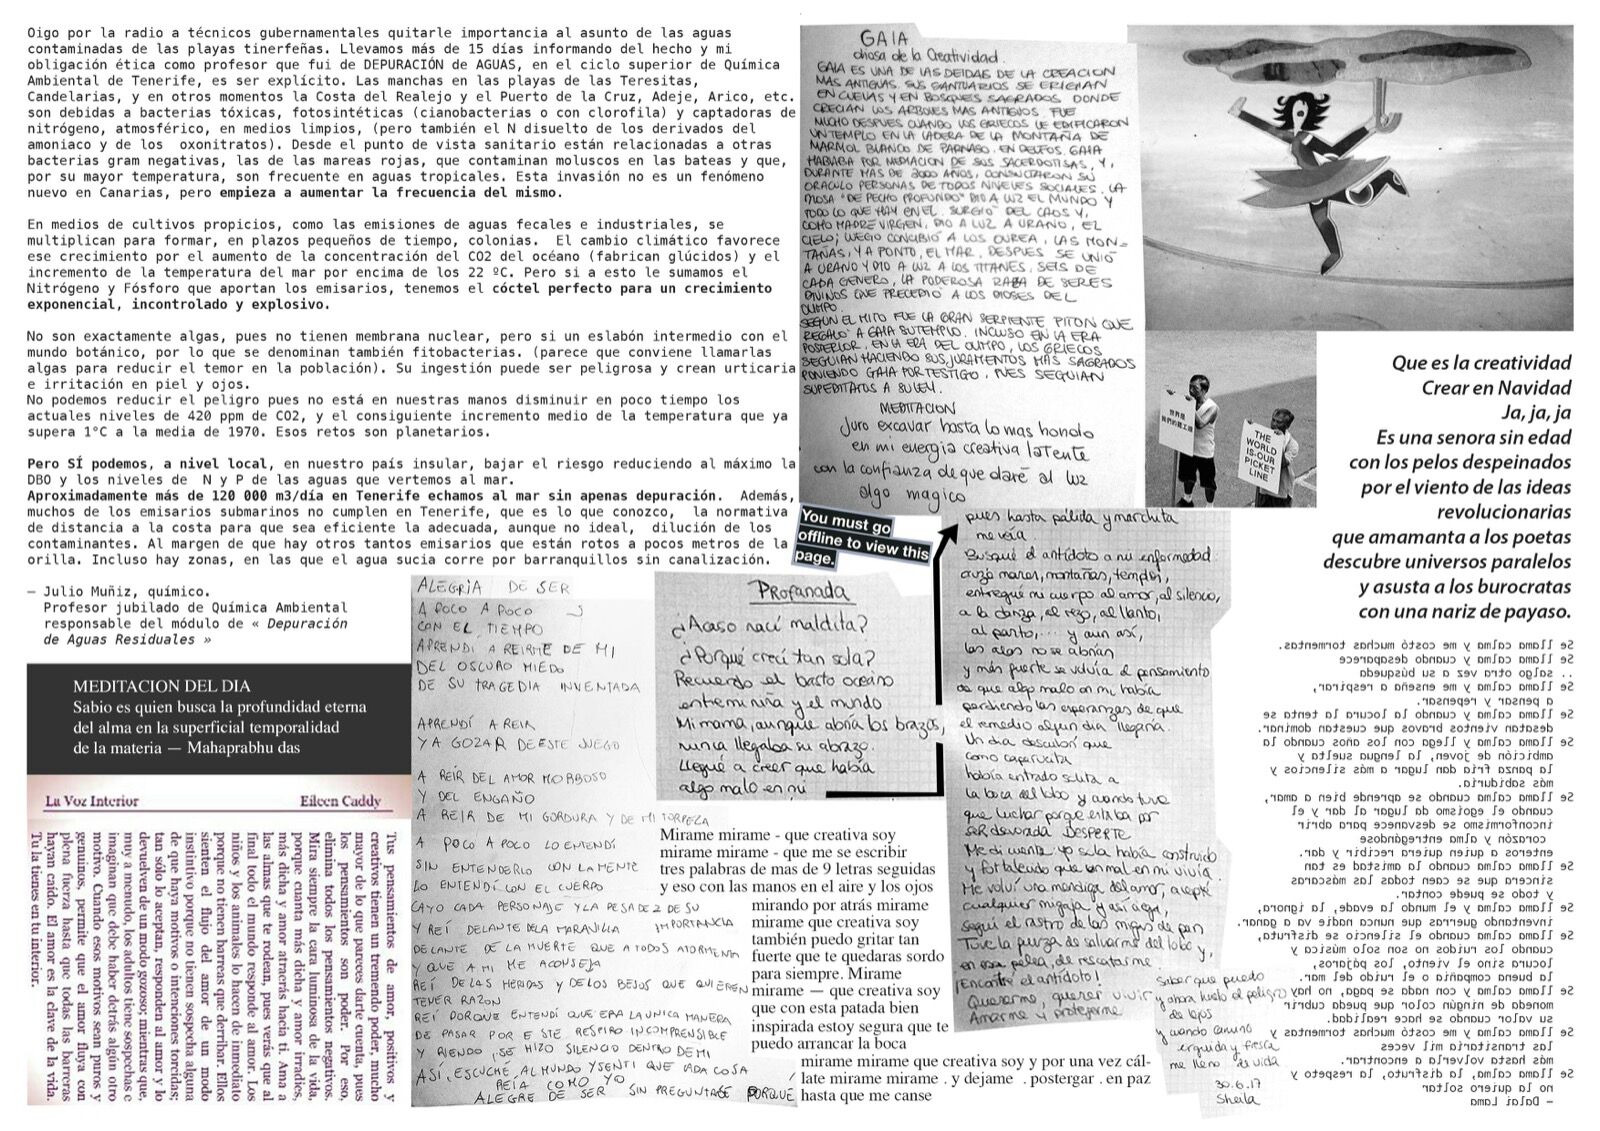 Oigo por la radio a técnicos gubernamentales quitarle importancia al asunto de las aguas
contaminadas de las playas tinerfeñas. Llevamos más de 15 días informando del hecho y mi
obligación ética como profesor que fui de DEPURACIÓN de AGUAS, en el ciclo superior de Química
Ambiental de Tenerife, es ser explícito. Las manchas en las playas de las Teresitas,
Candelarias, y en otros momentos la Costa del Realejo y el Puerto de la Cruz, Adeje, Arico, etc.
son debidas a bacterias tóxicas, fotosintéticas (cianobacterias o con clorofila) y captadoras de
nitrógeno, atmosférico, en medios limpios, (pero también el N disuelto de los derivados del
amoniaco y de los oxonitratos). Desde el punto de vista sanitario están relacionadas a otras
bacterias gram negativas, las de las mareas rojas, que contaminan moluscos en las bateas y que,
por su mayor temperatura, son frecuente en aguas tropicales. Esta invasión no es un fenómeno
nuevo en Canarias, pero empieza a aumentar la frecuencia del mismo.
En medios de cultivos propicios, como las emisiones de aguas fecales e industriales, se
multiplican para formar, en plazos pequeños de tiempo, colonias. El cambio climático favorece
ese crecimiento por el aumento de la concentración del CO2 del océano (fabrican glúcidos) y el
incremento de la temperatura del mar por encima de los 22 ºC. Pero si a esto le sumamos el
Nitrógeno y Fósforo que aportan los emisarios, tenemos el cóctel perfecto para un crecimiento
exponencial, incontrolado y explosivo.
No son exactamente algas, pues no tienen membrana nuclear, pero si un eslabón intermedio con el
mundo botánico, por lo que se denominan también fitobacterias. (parece que conviene llamarlas
algas para reducir el temor en la población). Su ingestión puede ser peligrosa y crean urticaria
e irritación en piel y ojos.
No podemos reducir el peligro pues no está en nuestras manos disminuir en poco tiempo los
actuales niveles de 420 ppm de CO2, y el consiguiente incremento medio de la temperatura que ya
supera 1°C a la media de 1970. Esos retos son planetarios.
Pero SÍ podemos, a nivel local, en nuestro país insular, bajar el riesgo reduciendo al máximo la
DBO y los niveles de N y P de las aguas que vertemos al mar.
Aproximadamente más de 120 000 m3/día en Tenerife echamos al mar sin apenas depuración. Además,
muchos de los emisarios submarinos no cumplen en Tenerife, que es lo que conozco, la normativa
de distancia a la costa para que sea eficiente la adecuada, aunque no ideal, dilución de los
contaminantes. Al margen de que hay otros tantos emisarios que están rotos a pocos metros de la
orilla. Incluso hay zonas, en las que el agua sucia corre por barranquillos sin canalización.
— Julio Muñiz, químico.
Profesor jubilado de Química Ambiental
responsable del módulo de « Depuración
de Aguas Residuales »
MEDITACION DEL DIA
Sabio es quien busca la profundidad eterna
del alma en la superficial temporalidad
de la materia — Mahaprabhu das
La Voz Interior Eileen Caddy
Tus pensamientos de amor, positivos y
creativos tienen un tremendo poder, mucho
mayor de lo que pareces darte cuenta, pues
los pensamientos son poder. Por eso,
elimina todos los pensamientos negativos.
Mira siempre la cara luminosa de la vida,
porque cuanta más dicha y amor irradies,
más dicha y amor atraerás hacia ti. Ama a
las almas que te rodean, pues verás que al
final todo el mundo responde al amor. Los
niños y los animales lo hacen de inmediato
porque no tienen barreras que derribar. Ellos
sienten el flujo del amor de un modo
instintivo porque no tienen sospecha alguna
de que haya motivos o intenciones torcidas;
tan sólo lo aceptan, responden al amor y lo
devuelven de un modo gozoso; mientras que,
muy a menudo, los adultos tiene sospechas e
imaginan que debe haber detrás algún otro
motivo. Cuando esos motivos sean puros y
genuinos, permite que el amor fluya con
plena fuerza hasta que todas las barreras
hayan caído. El amor es la clave de la vida.
Tu la tienes en tu interior.
ALEGRÍA DE SER
A POCO A POCO
CON EL TIEMPO
APRENDÍ A REIRME DE MI
DEL OSCURO MIEDO
DE SU TRAGEDIA INVENTADA
APRENDÍ A REIR
Y A GOZAR DE ESTE JUEGO
A REÍR DEL AMOR MORBOSO
Y DEL ENGAÑO
A REIR DE MI GORDURA Y DE MI TORPEZA
A POCO A POCO LO ENTENDÍ
SIN ENTENDERLO CON LA MENTE
LO ENTENDÍ CON EL CUERPO
CAYO CADA PERSONAJE Y LA PESADEZ DE SU
IMPORTANCIA
Y REÍ DELANTE DE LA MARAVILLA
DELANTE DE LA MUERTE QUE A TODOS ATORMENTA
Y QUE A MI ME ACONSEJA
REÍ DE LAS HERIDAS Y DE LOS BEJOS QUE QUIEREN
TENER RAZON
REÍ PORQUE ENTENDÍ QUE ERA LA UNICA MANERA
DE PASAR POR ESTE RESPIRO INCOMPRENSIBLE
Y RIENDO, SE HIZO SILENCIO DENTRO DE MI
ASÍ, ESCUCHE AL MUNDO Y SENTI QUE CADA COSA
REÍA COMO YO
ALEGRE DE SER SIN PREGUNTARSE PORQUE
GAIA
diosa de la Creatividad.
GAIA ES UNA DE LAS DEIDAS DE LA CREACION
MAS ANTIGUAS. SUS SANTUARIOS SE ERIGIAN
EN CUEVAS Y EN BOSQUES SAGRADOS DONDE
CRECIAN LOS ARBOLES MAS ANTIGUOS. FUE
MUCHO DESPUES CUANDO LOS GRIEGOS LE EDIFICARON
UN TEMPLO EN LA LADERA DE LA MONTAÑA DE
MARMOL BLANCO DE PARNASO. EN DELFOS. GAIA
HABLABA POR MEDIACION DE SUS SACERDOTISAS, Y,
DURANTE MAS DE 2000 AÑOS, CONSULTARON SU
ORACULO PERSONAS DE TODOS NIVELES SOCIALES. LA
DIOSA "DE PECHO PROFUNDO" DIO A LUZ EL MUNDO Y
TODO LO QUE HAY EN EL. SURGIO DEL CAOS Y,
COMO MADRE VIRGEN, DIO A LUZ A URANO, EL
CIELO; LUEGO CONCIBIÓ A LOS OUREA, LAS MON-
TAÑAS, Y A PONTO, EL MAR. DESPUES SE UNIO
A URANO Y DIO A LUZ A LOS TITANES, SEIS DE
CADA GENERO, LA PODEROSA RAZA DE SERES
DIVINOS QUE PRECEDIO A LOS DIOSES DEL
OLIMPO.
SEGUN EL MITO FUE LA GRAN SERPIENTE PITON QUE
REGALO A GAIA SU TEMPLO. INCLUSO EN LA ERA
POSTERIOR, EN LA ERA DEL OLIMPO, LOS GRIEGOS
SEGUIAN HACIENDO SUS JURAMENTOS MAS SAGRADOS
PONIENDO GAIA POR TESTIGO, PUES SEGUIAN
SUPEDITATOS A SU LEY.
MEDITACION
Juro excavar hasta lo mas hondo
en mi energia creativa latente
con la confianza de que daré al luz
algo magico
You must go
offline to view this
page.
Profanada
¿Acaso nací maldita?
¿Porqué crecí tan sola?
Recuerdo el basto oceano
entre mi niña y el mundo
Mi mama, aunque abria los brazos,
nunca llegaba su abrazo.
Llegué a creer que había
algo malo en mi
pues hasta pálida y marchita
me veía.
Busqué el antídoto a mi enfermedad
cruzé mares, montañas, templos,
entregué mi cuerpo al amor, al silencio,
a la danza, el rezo, al llanto,
al parto,... y aun así,
las alas no se abrían
y más fuerte se volvía el pensamiento
de que algo malo en mi había
perdiendo las esperanzas de que
el remedio algun dia llegaria.
Un dia descubrí que
como caperucita
había entrado solita a
la boca del lobo y cuando tuve
que luchar porque estaba por
ser devorada DESPERTE
Me di cuenta yo sola había construido
y fortalecido que un mal en mi vivía
Me volví una mendiga del amor, acepté
cualquier migaja y así ciega,
seguí el rastro de las migas de pan
Tuve la fuerza de salvarme del lobo y,
en esa pelea, de rescatarme.
¡Encontre el antídoto!
Quererme, querer vivir
Amarme y protejerme
Saber que puedo
y ahora huelo el peligro
de lejos
y cuando camino
erguida y fresca
me lleno de vida
30.6.17
Sheila
Mirame mirame - que creativa soy
mirame mirame - que me se escribir
tres palabras de mas de 9 letras seguidas
y eso con las manos en el aire y los ojos
mirando por atrás mirame
mirame que creativa soy
también puedo gritar tan
fuerte que te quedaras sordo
para siempre. Mirame
mirame — que creativa soy
que con esta patada bien
inspirada estoy segura que te
puedo arrancar la boca
mirame mirame que creativa soy y por una vez cál-
late mirame mirame . y dejame . postergar . en paz
hasta que me canse
THE
WORLD
IS OUR
PICKET
LINE
Que es la creatividad
Crear en Navidad
Ja, ja, ja
Es una senora sin edad
con los pelos despeinados
por el viento de las ideas
revolucionarias
que amamanta a los poetas
descubre universos paralelos
y asusta a los burocratas
con una nariz de payaso.
Se llama calma y me costó muchas tormentas.
Se llama calma y cuando desaparece
.. salgo otra vez a su búsqueda
Se llama calma y me enseña a respirar,
a pensar y repensar.
Se llama calma y cuando la locura la tenta se
desatan vientos bravos que cuestan dominar.
Se llama calma y llega con los años cuando la
ambición de joven, la lengua suelta y
la panza fría dan lugar a más silencios y
más sabiduría.
Se llama calma cuando se aprende bien a amar,
cuando el egoísmo da lugar al dar y el
inconformismo se desvanece para abrir
corazón y alma entregándose
enteros a quien quiera recibir y dar.
Se llama calma cuando la amistad es tan
sincera que se caen todas las máscaras
y todo se puede contar.
Se llama calma y el mundo la evade, la ignora,
inventando guerras que nunca nadie va a ganar.
Se llama calma cuando el silencio se disfruta,
cuando los ruidos no son solo música y
locura sino el viento, los pájaros,
la buena compañía o el ruido del mar.
Se llama calma y con nada se paga, no hay
moneda de ningún color que pueda cubrir
su valor cuando se hace realidad.
Se llama calma y me costó muchas tormentas y
las transitaría mil veces
más hasta volverla a encontrar.
Se llama calma, la disfruto, la respeto y
no la quiero soltar
— Dalai Lama